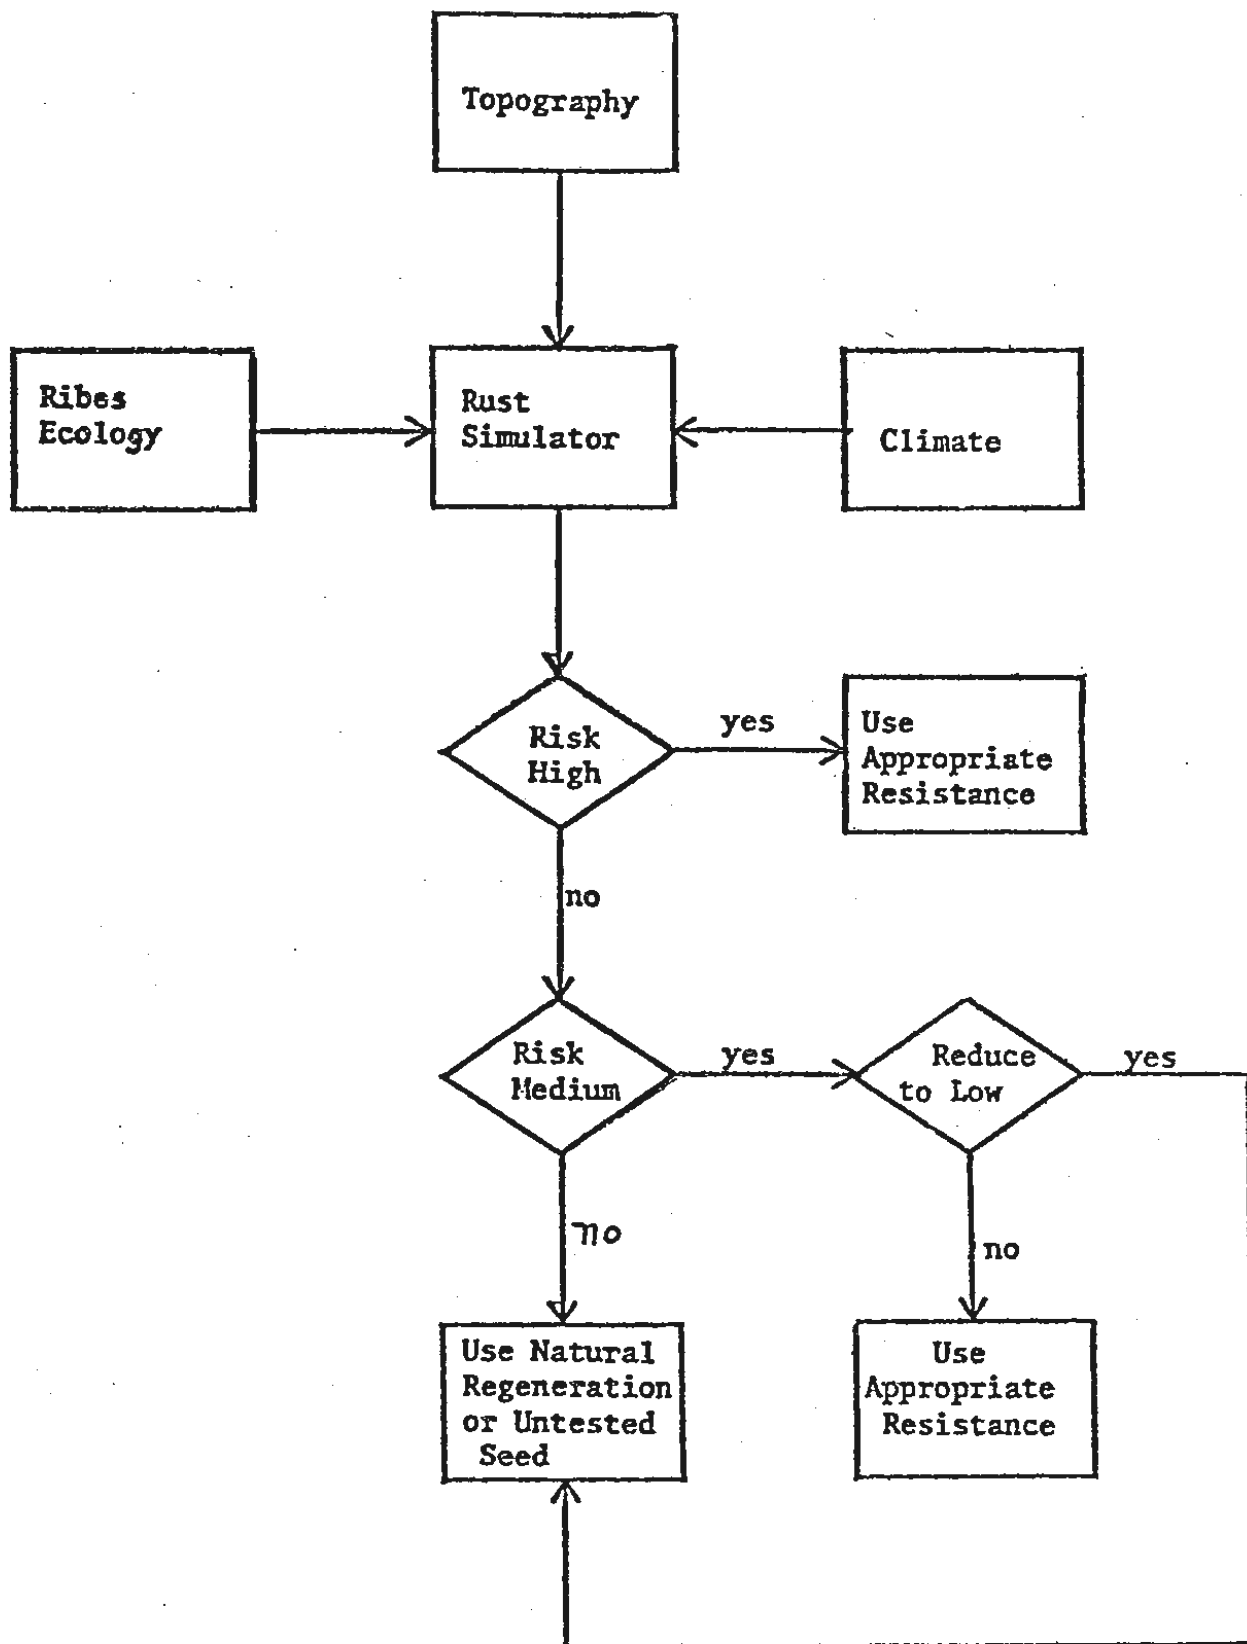 Topography
Ribes
Ecology
Rust
Simulator
Climate
Risk
High
yes
Use
Appropriate
Resistance
no
Risk
Medium
yes
Reduce
to Low
yes
no
no
Use Natural
Regeneration
or Untested
Seed
Use
Appropriate
Resistance